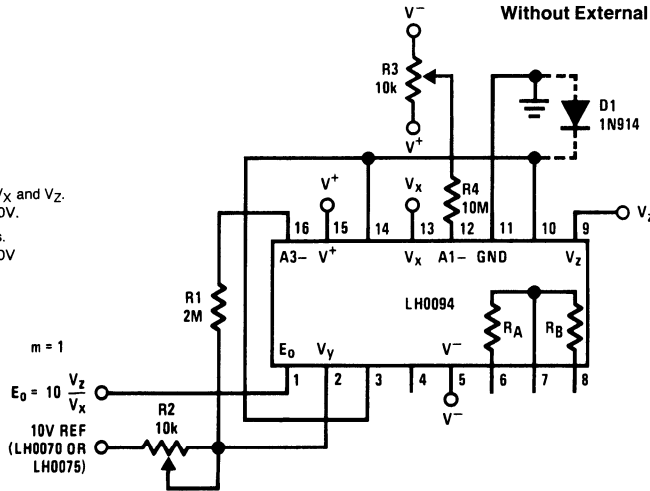 Without External
V−
R3
10k
V+
D1
1N914
X and VZ.
0V.
s.
0V
V+
Vx
R4
10M
Vz
16 15 14 13 12 11 10 9
A3− V+ Vx A1− GND Vz
R1
2M
LH0094
RA RB
m = 1
Eo Vy V−
1 2 3 4 5 6 7 8
Eo = 10 Vz
Vx
V−
R2
10k
10V REF
(LH0070 OR
LH0075)